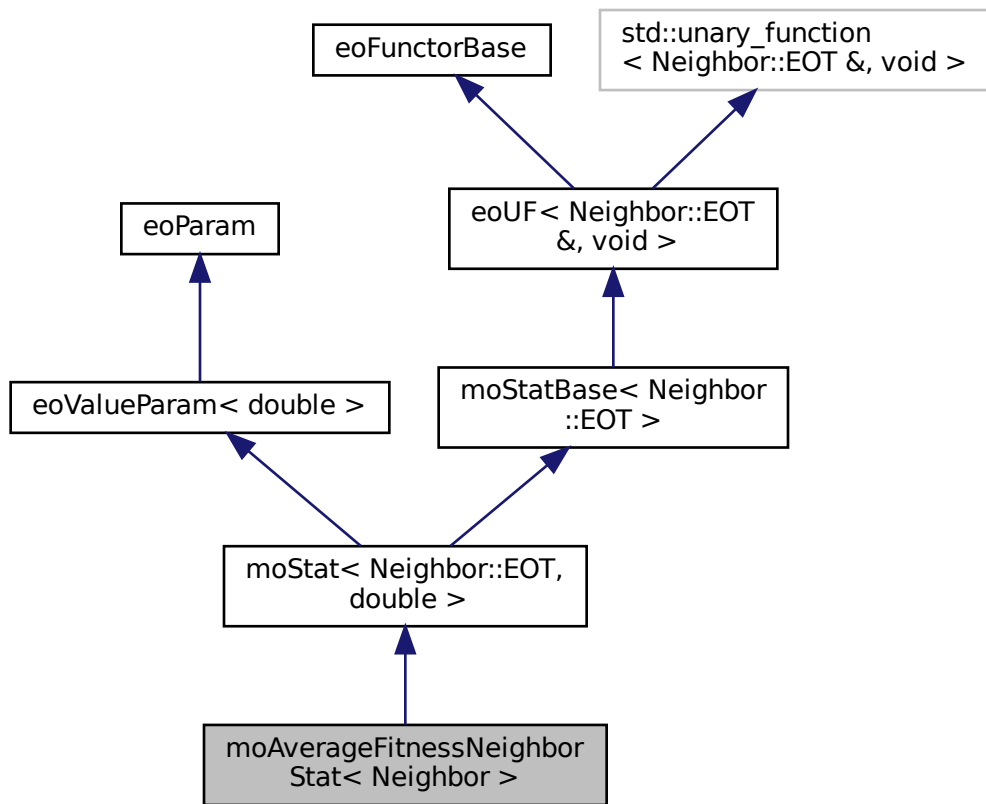 eoFunctorBase
std::unary_function
< Neighbor::EOT &, void >
eoParam
eoUF< Neighbor::EOT
&, void >
eoValueParam< double >
moStatBase< Neighbor
::EOT >
moStat< Neighbor::EOT,
double >
moAverageFitnessNeighbor
Stat< Neighbor >